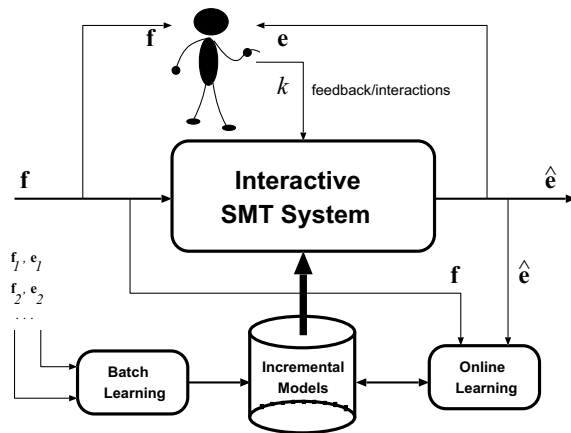 f
e
k
feedback/interactions
f
Interactive
SMT System
ê
f1, e1
f2, e2
...
f
ê
Batch
Learning
Incremental
Models
Online
Learning